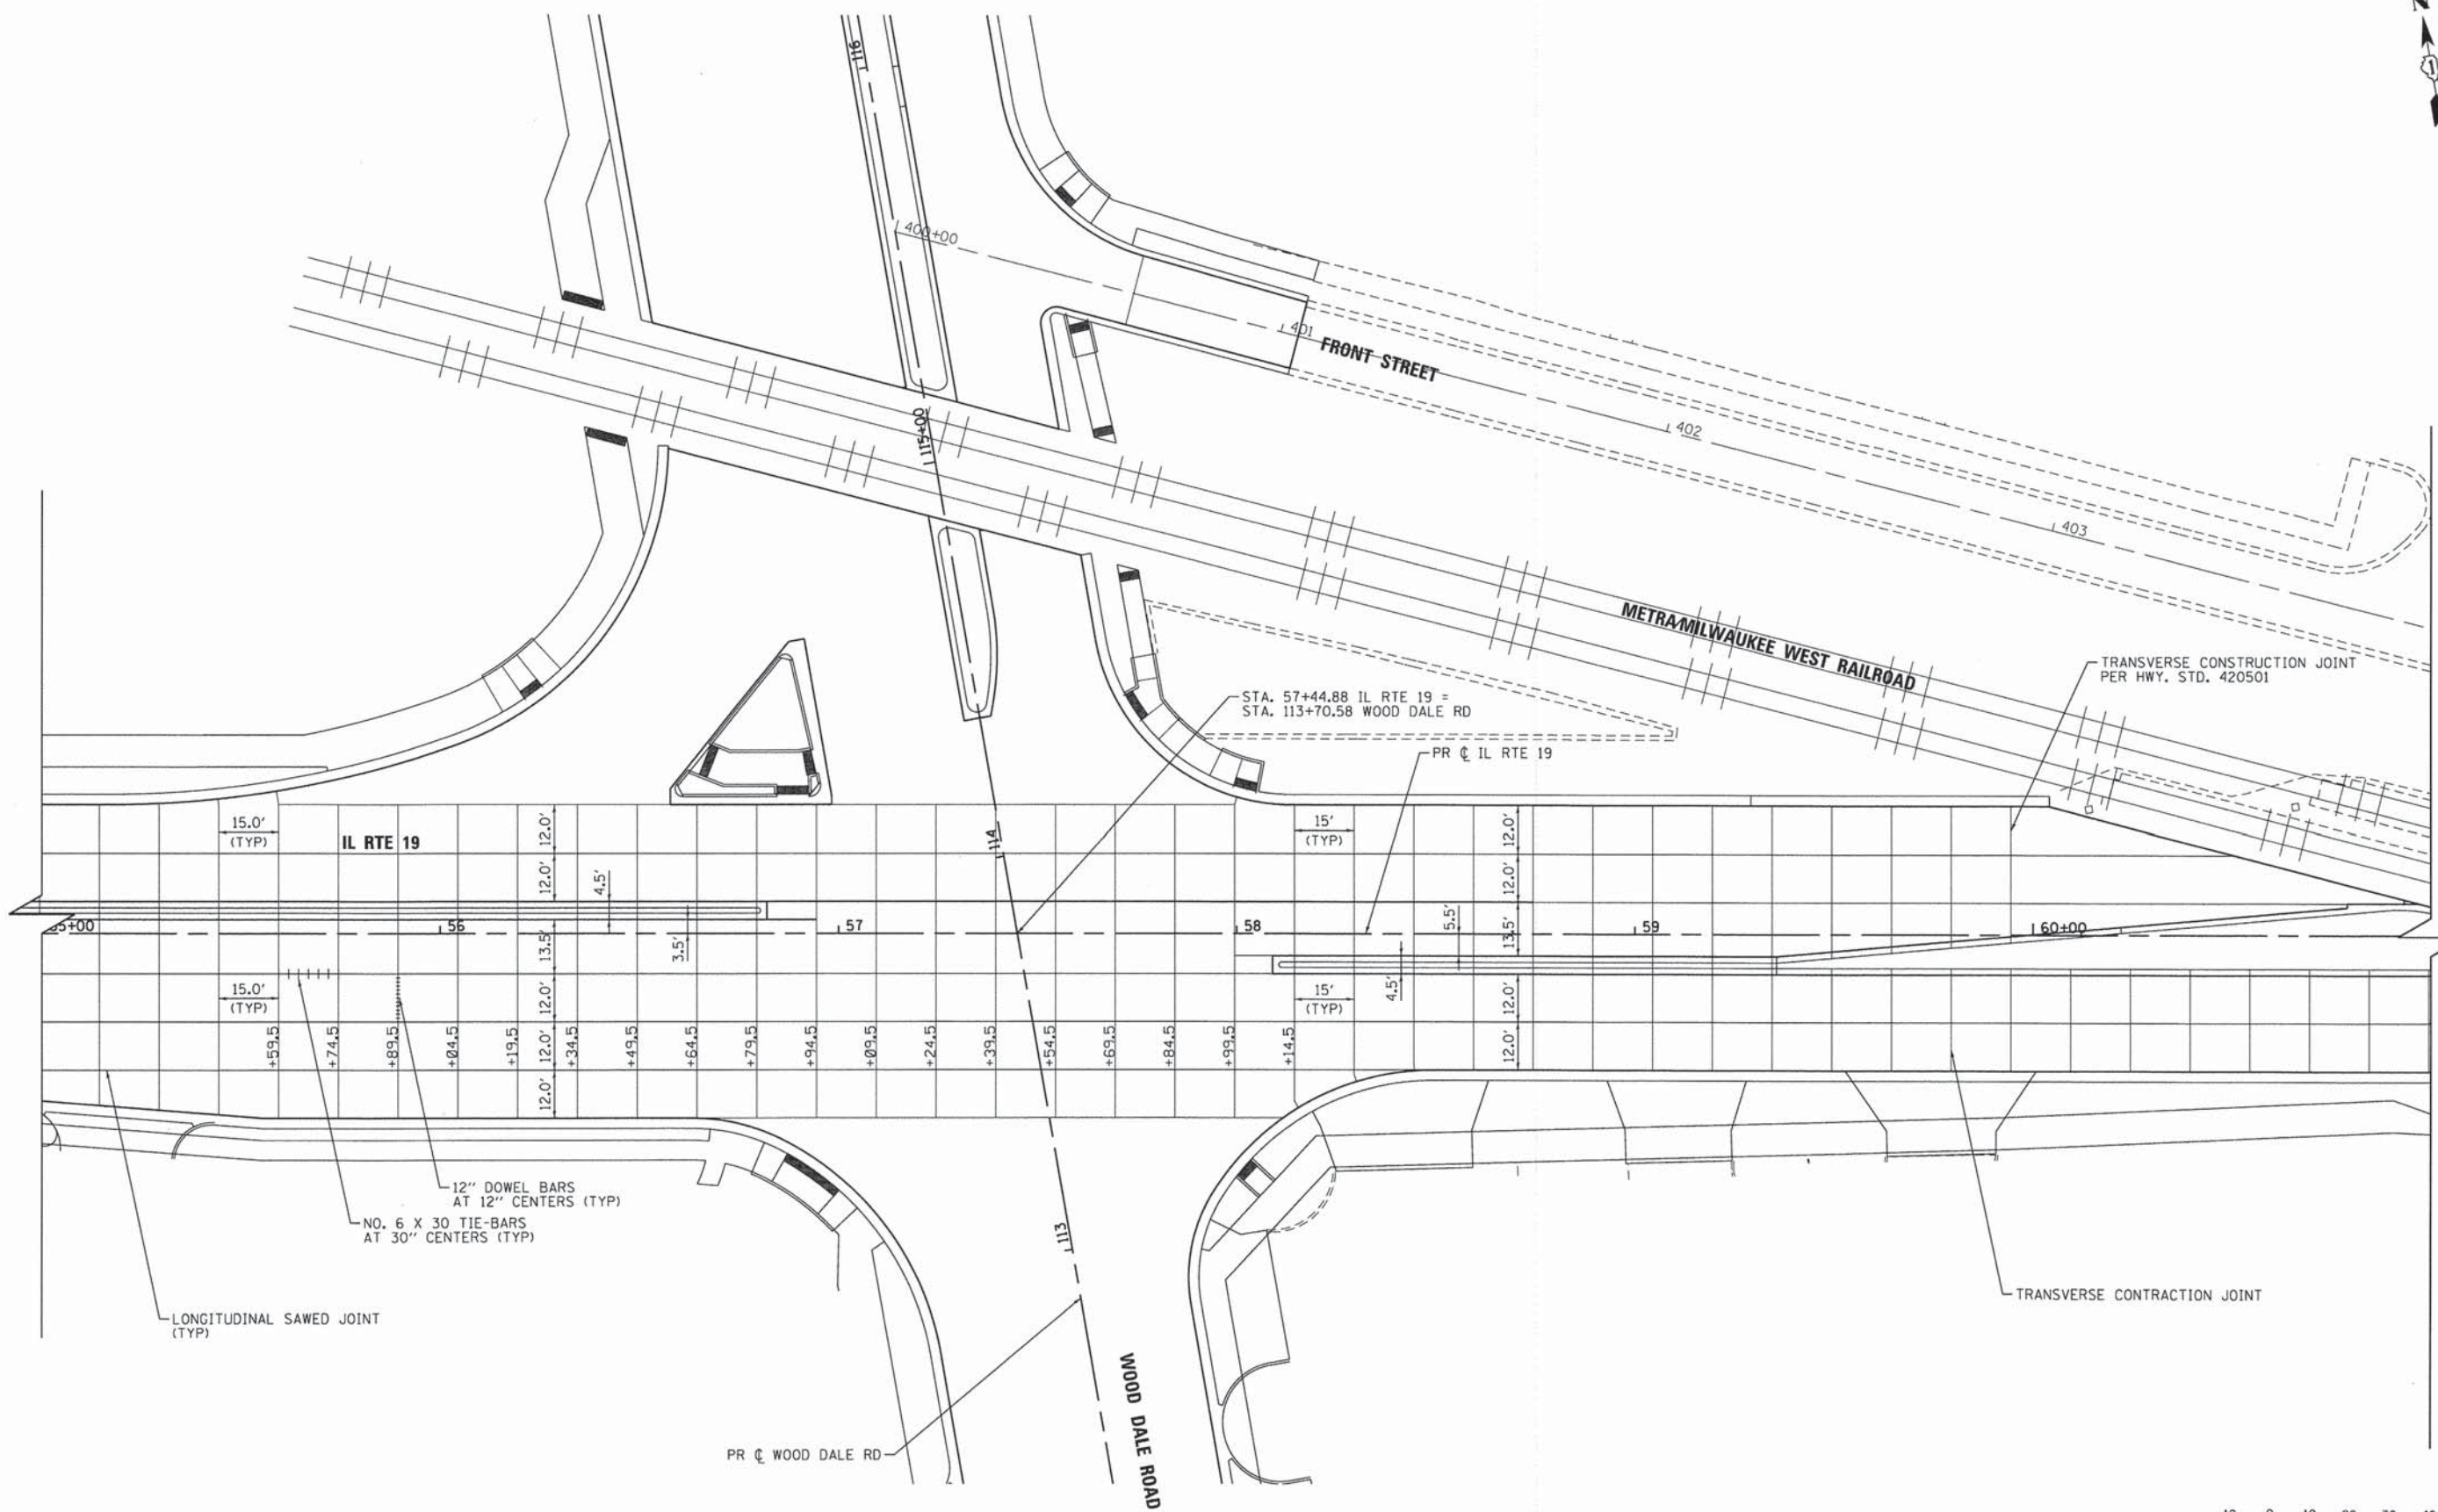 N
116
400+00
401
FRONT STREET
402
403
115+00
METRA/MILWAUKEE WEST RAILROAD
TRANSVERSE CONSTRUCTION JOINT
PER HWY. STD. 420501
STA. 57+44.88 IL RTE 19 =
STA. 113+70.58 WOOD DALE RD
PR ℄ IL RTE 19
15.0'
(TYP)
IL RTE 19
12.0'
12.0'
4.5'
114
15'
(TYP)
12.0'
12.0'
55+00
56
57
58
59
60+00
13.5'
3.5'
5.5'
13.5'
4.5'
15.0'
(TYP)
12.0'
12.0'
12.0'
15'
(TYP)
12.0'
12.0'
+59.5
+74.5
+89.5
+04.5
+19.5
+34.5
+49.5
+64.5
+79.5
+94.5
+09.5
+24.5
+39.5
+54.5
+69.5
+84.5
+99.5
+14.5
12" DOWEL BARS
AT 12" CENTERS (TYP)
NO. 6 X 30 TIE-BARS
AT 30" CENTERS (TYP)
113
LONGITUDINAL SAWED JOINT
(TYP)
TRANSVERSE CONTRACTION JOINT
PR ℄ WOOD DALE RD
WOOD DALE ROAD